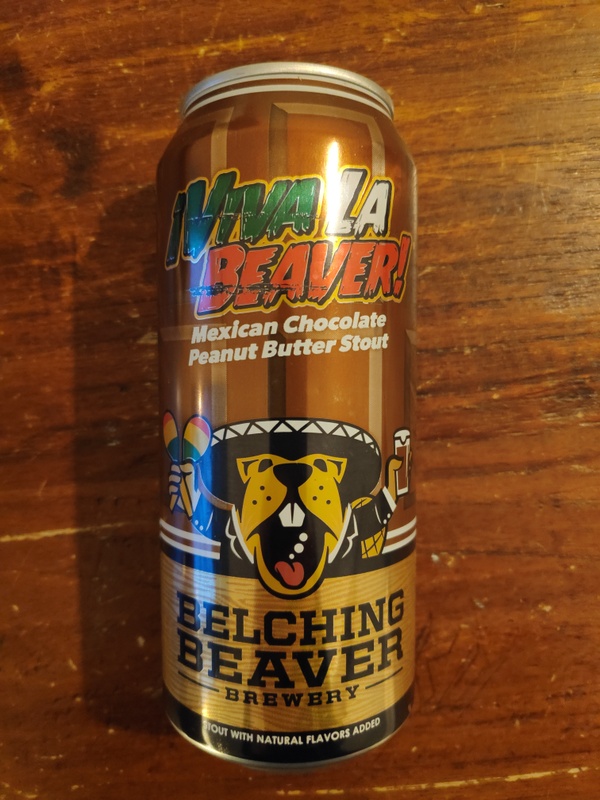 ¡VIVA LA
BEAVER!
Mexican Chocolate
Peanut Butter Stout
BELCHING
BEAVER
BREWERY
STOUT WITH NATURAL FLAVORS ADDED